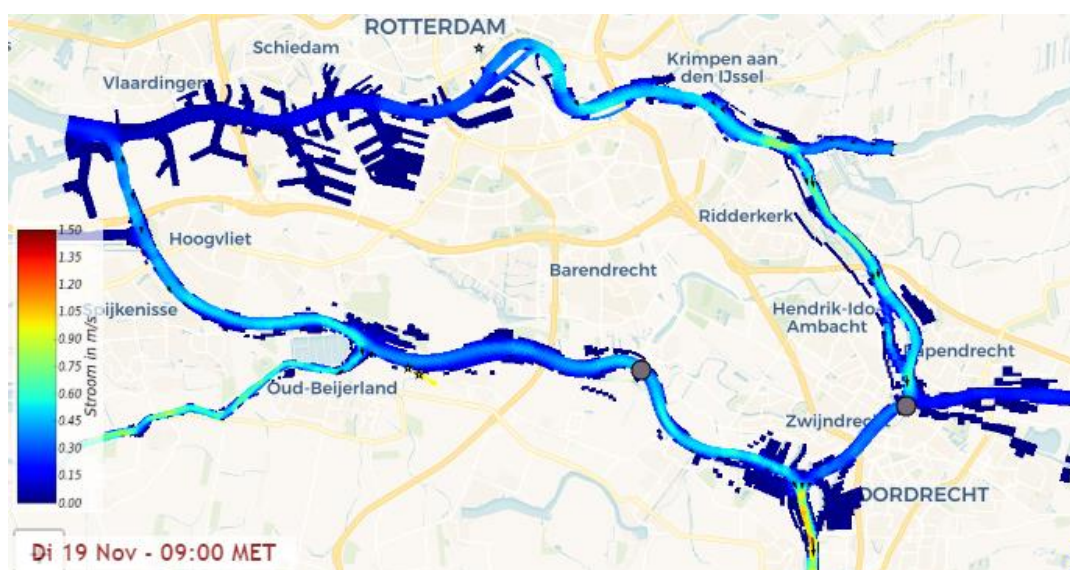 ROTTERDAM
Schiedam
Krimpen aan
den IJssel
Vlaardingen
Ridderkerk
Hoogvliet
Barendrecht
Spijkenisse
Hendrik-Ido-
Ambacht
Papendrecht
Oud-Beijerland
Zwijndrecht
DORDRECHT
1.50
1.35
1.20
1.05
0.90
0.75
0.60
0.45
0.30
0.15
0.00
Stroom in m/s
Di 19 Nov - 09:00 MET